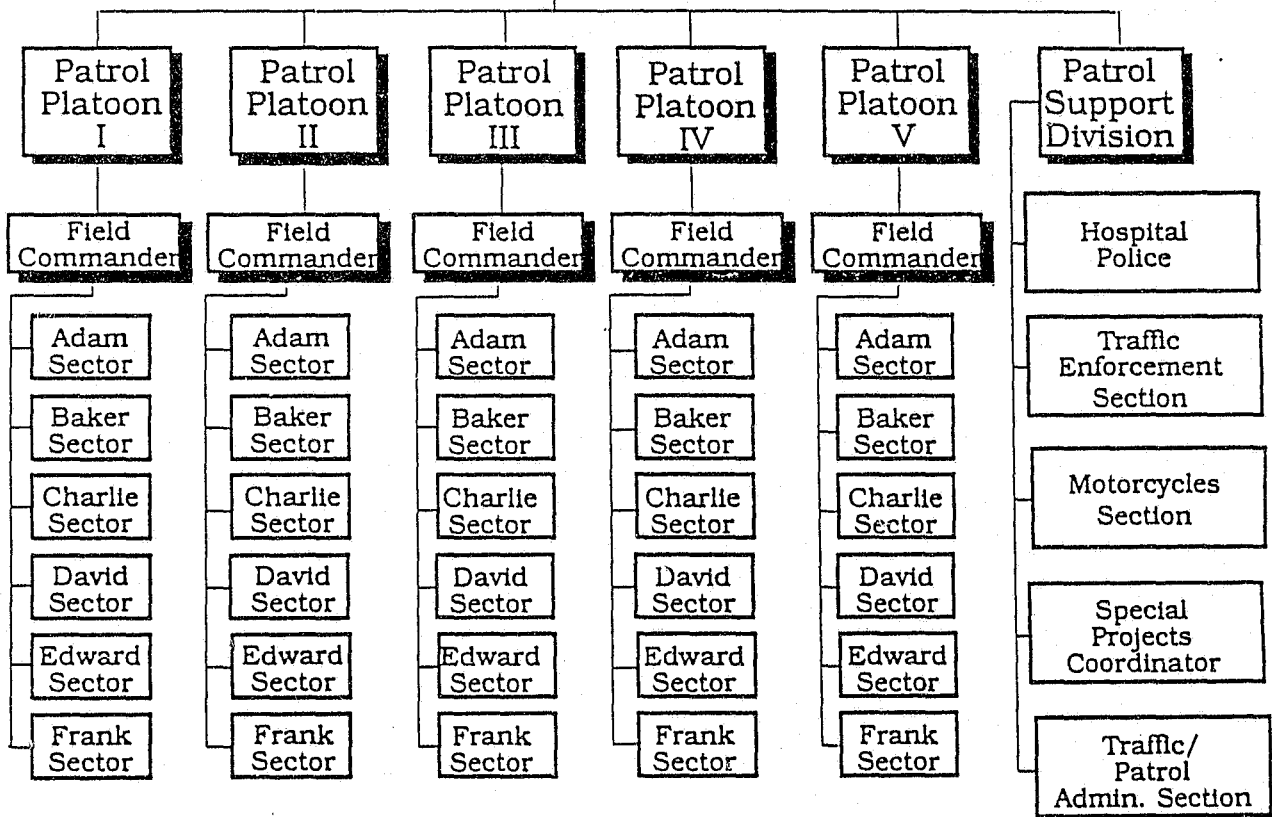 Patrol
Platoon
I
Patrol
Platoon
II
Patrol
Platoon
III
Patrol
Platoon
IV
Patrol
Platoon
V
Patrol
Support
Division
Field
Commander
Field
Commander
Field
Commander
Field
Commander
Field
Commander
Adam
Sector
Baker
Sector
Charlie
Sector
David
Sector
Edward
Sector
Frank
Sector
Adam
Sector
Baker
Sector
Charlie
Sector
David
Sector
Edward
Sector
Frank
Sector
Adam
Sector
Baker
Sector
Charlie
Sector
David
Sector
Edward
Sector
Frank
Sector
Adam
Sector
Baker
Sector
Charlie
Sector
David
Sector
Edward
Sector
Frank
Sector
Adam
Sector
Baker
Sector
Charlie
Sector
David
Sector
Edward
Sector
Frank
Sector
Hospital
Police
Traffic
Enforcement
Section
Motorcycles
Section
Special
Projects
Coordinator
Traffic/
Patrol
Admin. Section